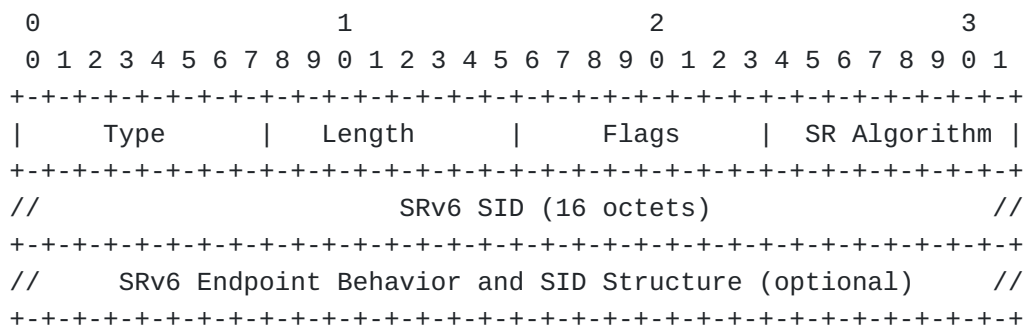 0                   1                   2                   3
 0 1 2 3 4 5 6 7 8 9 0 1 2 3 4 5 6 7 8 9 0 1 2 3 4 5 6 7 8 9 0 1
+-+-+-+-+-+-+-+-+-+-+-+-+-+-+-+-+-+-+-+-+-+-+-+-+-+-+-+-+-+-+-+-+
|     Type      |   Length      |     Flags     |  SR Algorithm |
+-+-+-+-+-+-+-+-+-+-+-+-+-+-+-+-+-+-+-+-+-+-+-+-+-+-+-+-+-+-+-+-+
//                       SRv6 SID (16 octets)                  //
+-+-+-+-+-+-+-+-+-+-+-+-+-+-+-+-+-+-+-+-+-+-+-+-+-+-+-+-+-+-+-+-+
//     SRv6 Endpoint Behavior and SID Structure (optional)     //
+-+-+-+-+-+-+-+-+-+-+-+-+-+-+-+-+-+-+-+-+-+-+-+-+-+-+-+-+-+-+-+-+